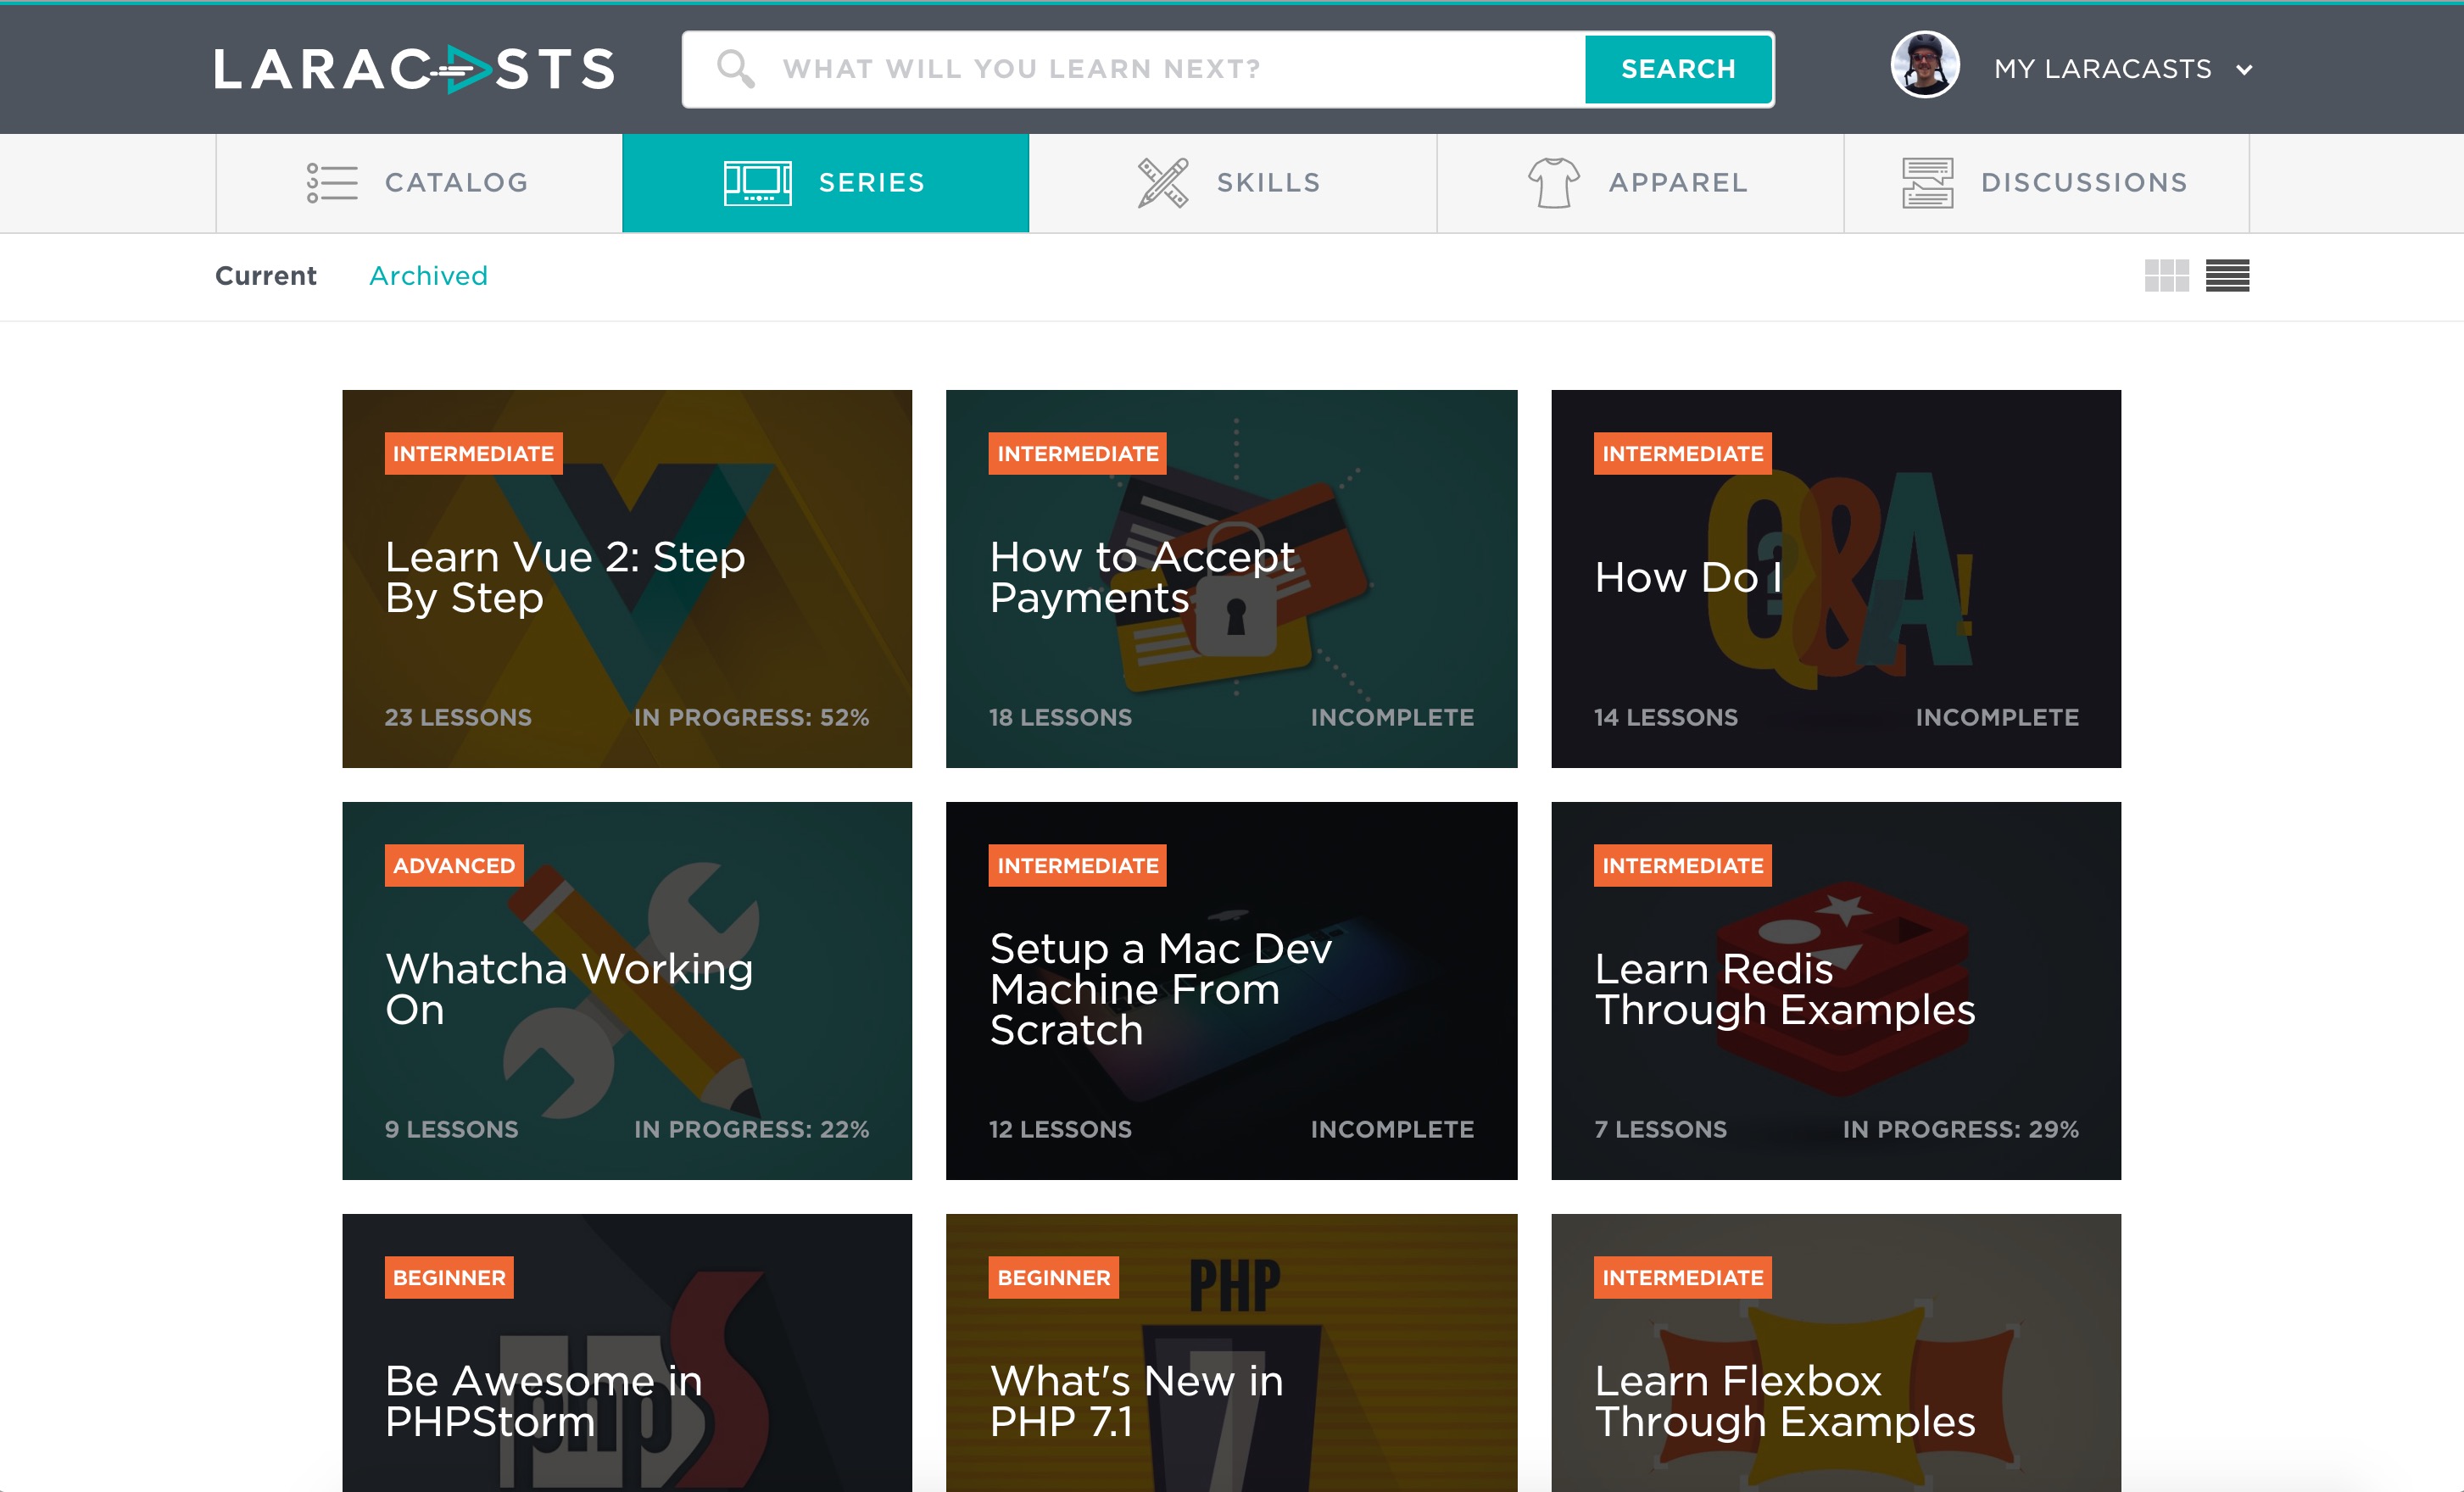 LARACASTS
WHAT WILL YOU LEARN NEXT?
SEARCH
MY LARACASTS
CATALOG
SERIES
SKILLS
APPAREL
DISCUSSIONS
Current
Archived
INTERMEDIATE
Learn Vue 2: Step
By Step
23 LESSONS
IN PROGRESS: 52%
INTERMEDIATE
How to Accept
Payments
18 LESSONS
INCOMPLETE
INTERMEDIATE
Q&A!
?
How Do I
14 LESSONS
INCOMPLETE
ADVANCED
Whatcha Working
On
9 LESSONS
IN PROGRESS: 22%
INTERMEDIATE
Setup a Mac Dev
Machine From
Scratch
12 LESSONS
INCOMPLETE
INTERMEDIATE
Learn Redis
Through Examples
7 LESSONS
IN PROGRESS: 29%
BEGINNER
Be Awesome in
PHPStorm
php S
BEGINNER
PHP
7
What's New in
PHP 7.1
INTERMEDIATE
Learn Flexbox
Through Examples